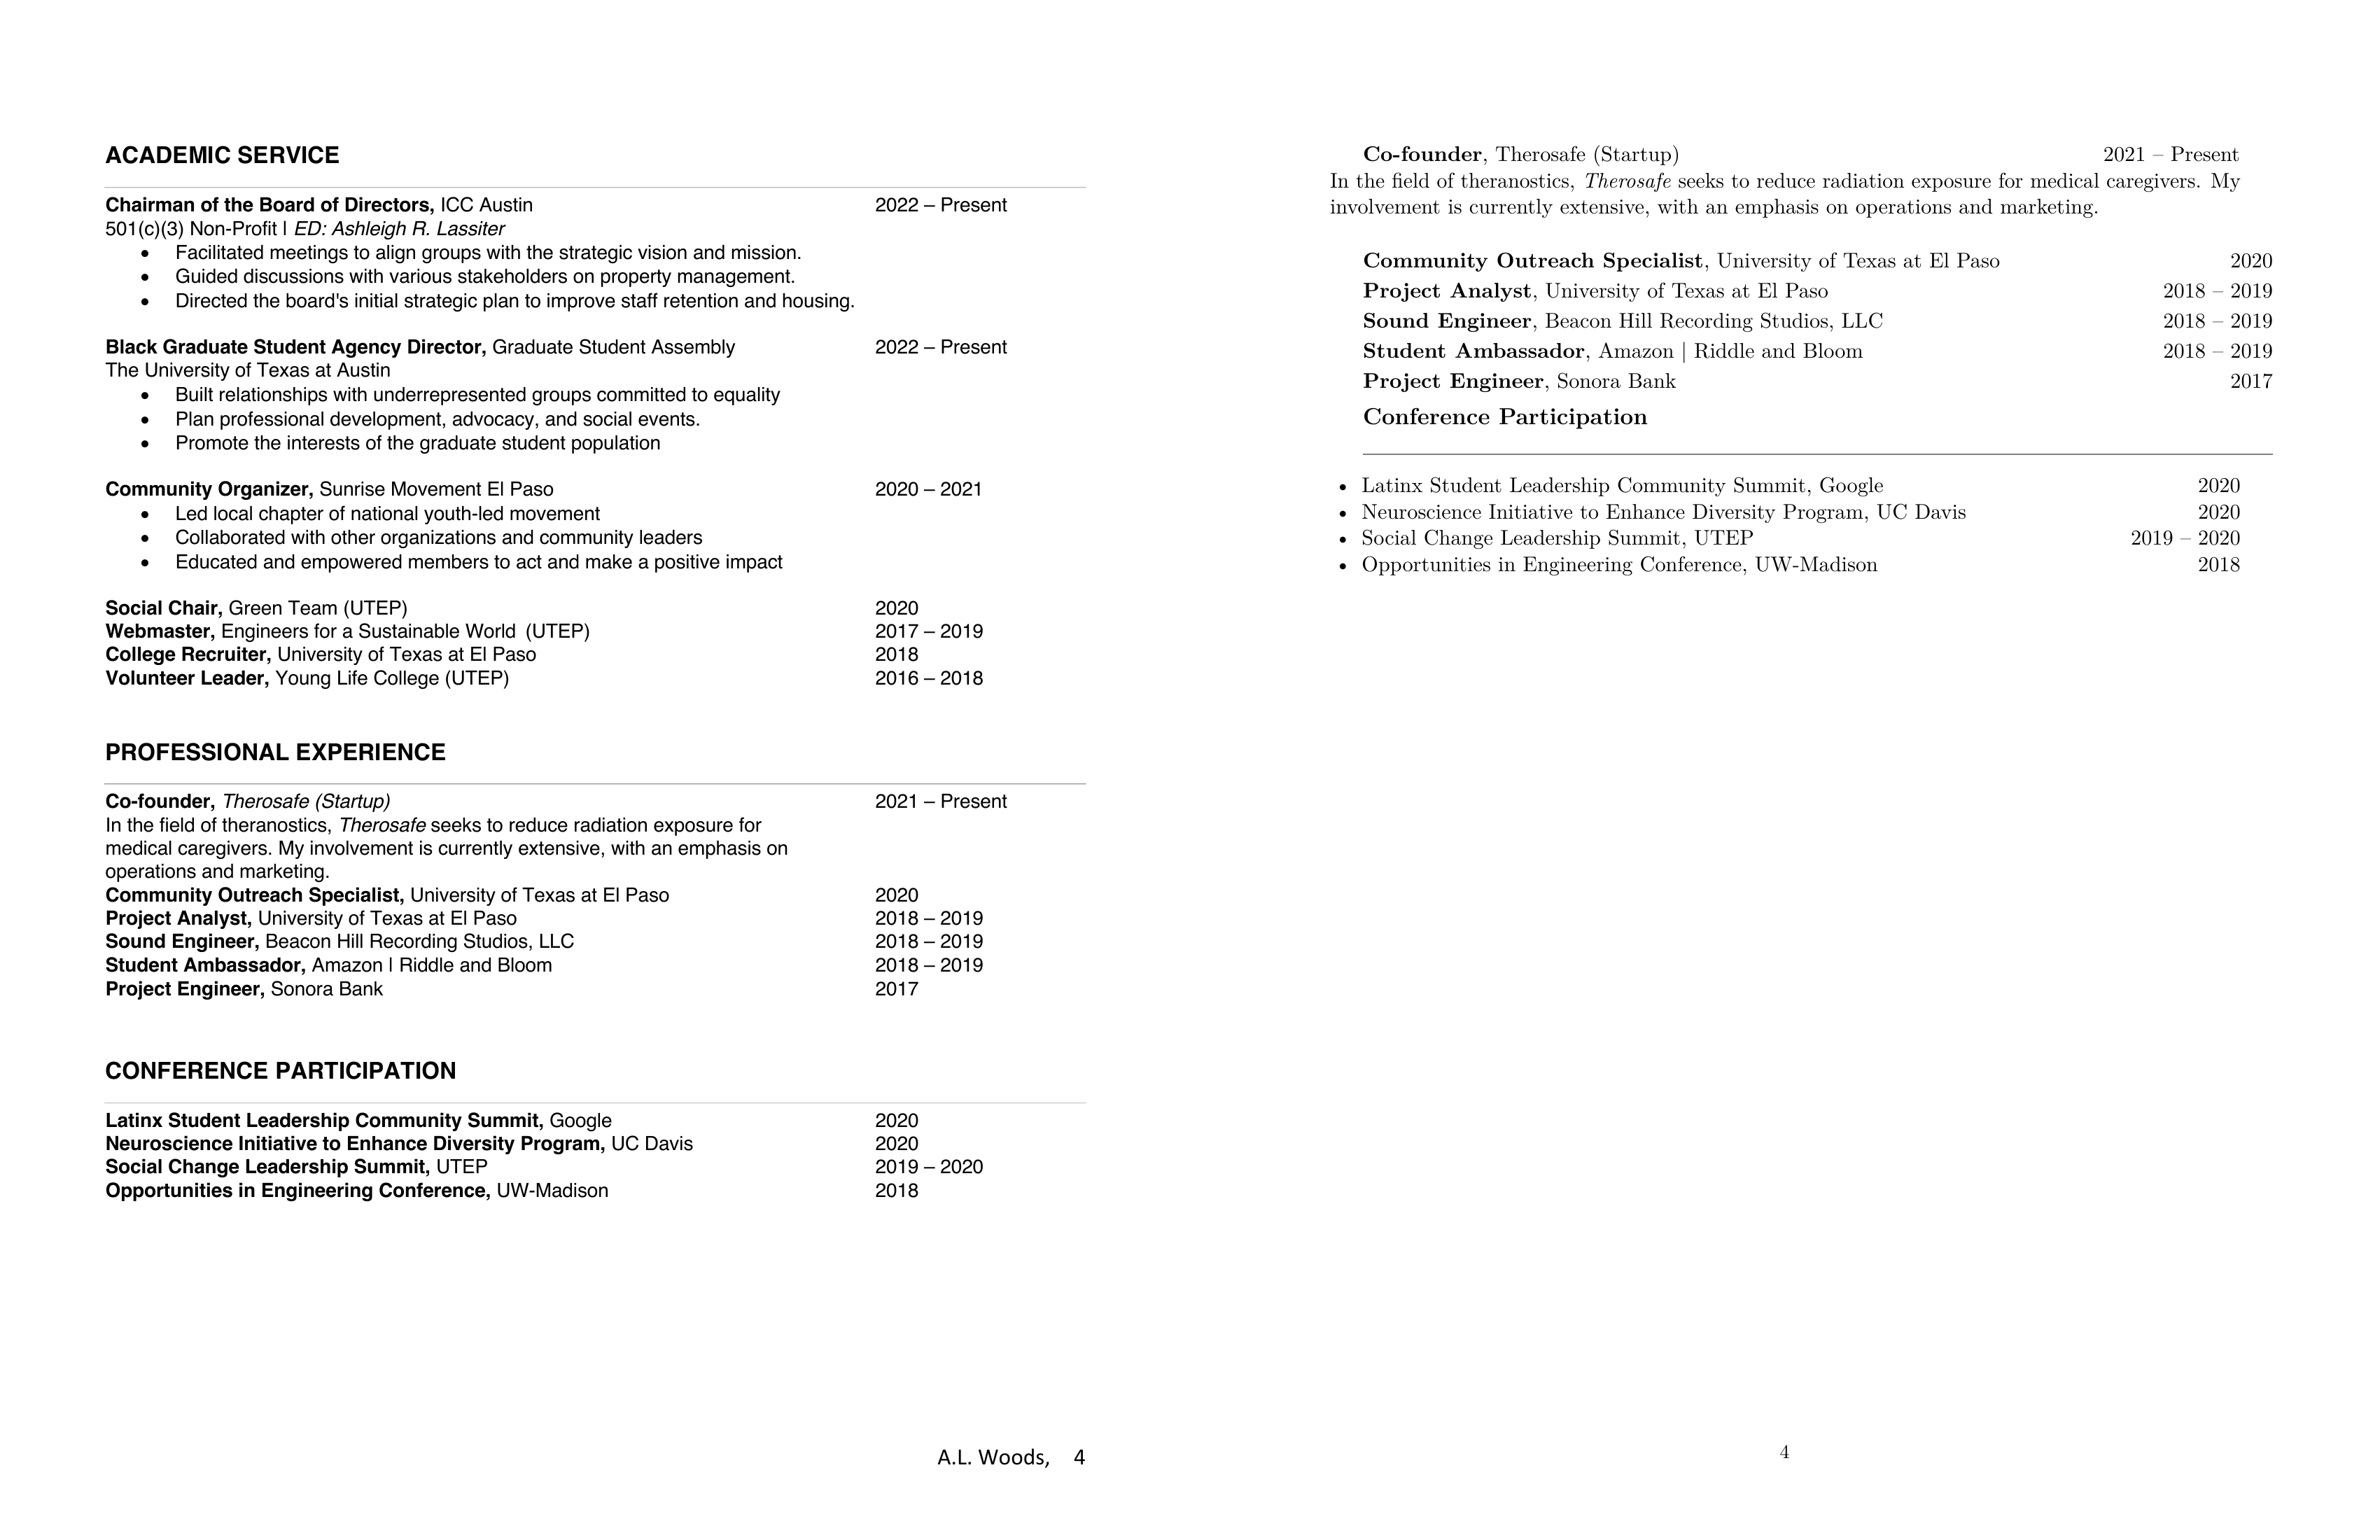 ACADEMIC SERVICE
Chairman of the Board of Directors, ICC Austin 2022 – Present
501(c)(3) Non-Profit | ED: Ashleigh R. Lassiter
• Facilitated meetings to align groups with the strategic vision and mission.
• Guided discussions with various stakeholders on property management.
• Directed the board's initial strategic plan to improve staff retention and housing.
Black Graduate Student Agency Director, Graduate Student Assembly 2022 – Present
The University of Texas at Austin
• Built relationships with underrepresented groups committed to equality
• Plan professional development, advocacy, and social events.
• Promote the interests of the graduate student population
Community Organizer, Sunrise Movement El Paso 2020 – 2021
• Led local chapter of national youth-led movement
• Collaborated with other organizations and community leaders
• Educated and empowered members to act and make a positive impact
Social Chair, Green Team (UTEP) 2020
Webmaster, Engineers for a Sustainable World (UTEP) 2017 – 2019
College Recruiter, University of Texas at El Paso 2018
Volunteer Leader, Young Life College (UTEP) 2016 – 2018
PROFESSIONAL EXPERIENCE
Co-founder, Therosafe (Startup) 2021 – Present
In the field of theranostics, Therosafe seeks to reduce radiation exposure for
medical caregivers. My involvement is currently extensive, with an emphasis on
operations and marketing.
Community Outreach Specialist, University of Texas at El Paso 2020
Project Analyst, University of Texas at El Paso 2018 – 2019
Sound Engineer, Beacon Hill Recording Studios, LLC 2018 – 2019
Student Ambassador, Amazon | Riddle and Bloom 2018 – 2019
Project Engineer, Sonora Bank 2017
CONFERENCE PARTICIPATION
Latinx Student Leadership Community Summit, Google 2020
Neuroscience Initiative to Enhance Diversity Program, UC Davis 2020
Social Change Leadership Summit, UTEP 2019 – 2020
Opportunities in Engineering Conference, UW-Madison 2018
A.L. Woods, 4
Co-founder, Therosafe (Startup) 2021 – Present
In the field of theranostics, Therosafe seeks to reduce radiation exposure for medical caregivers. My
involvement is currently extensive, with an emphasis on operations and marketing.
Community Outreach Specialist, University of Texas at El Paso 2020
Project Analyst, University of Texas at El Paso 2018 – 2019
Sound Engineer, Beacon Hill Recording Studios, LLC 2018 – 2019
Student Ambassador, Amazon | Riddle and Bloom 2018 – 2019
Project Engineer, Sonora Bank 2017
Conference Participation
• Latinx Student Leadership Community Summit, Google 2020
• Neuroscience Initiative to Enhance Diversity Program, UC Davis 2020
• Social Change Leadership Summit, UTEP 2019 – 2020
• Opportunities in Engineering Conference, UW-Madison 2018
4